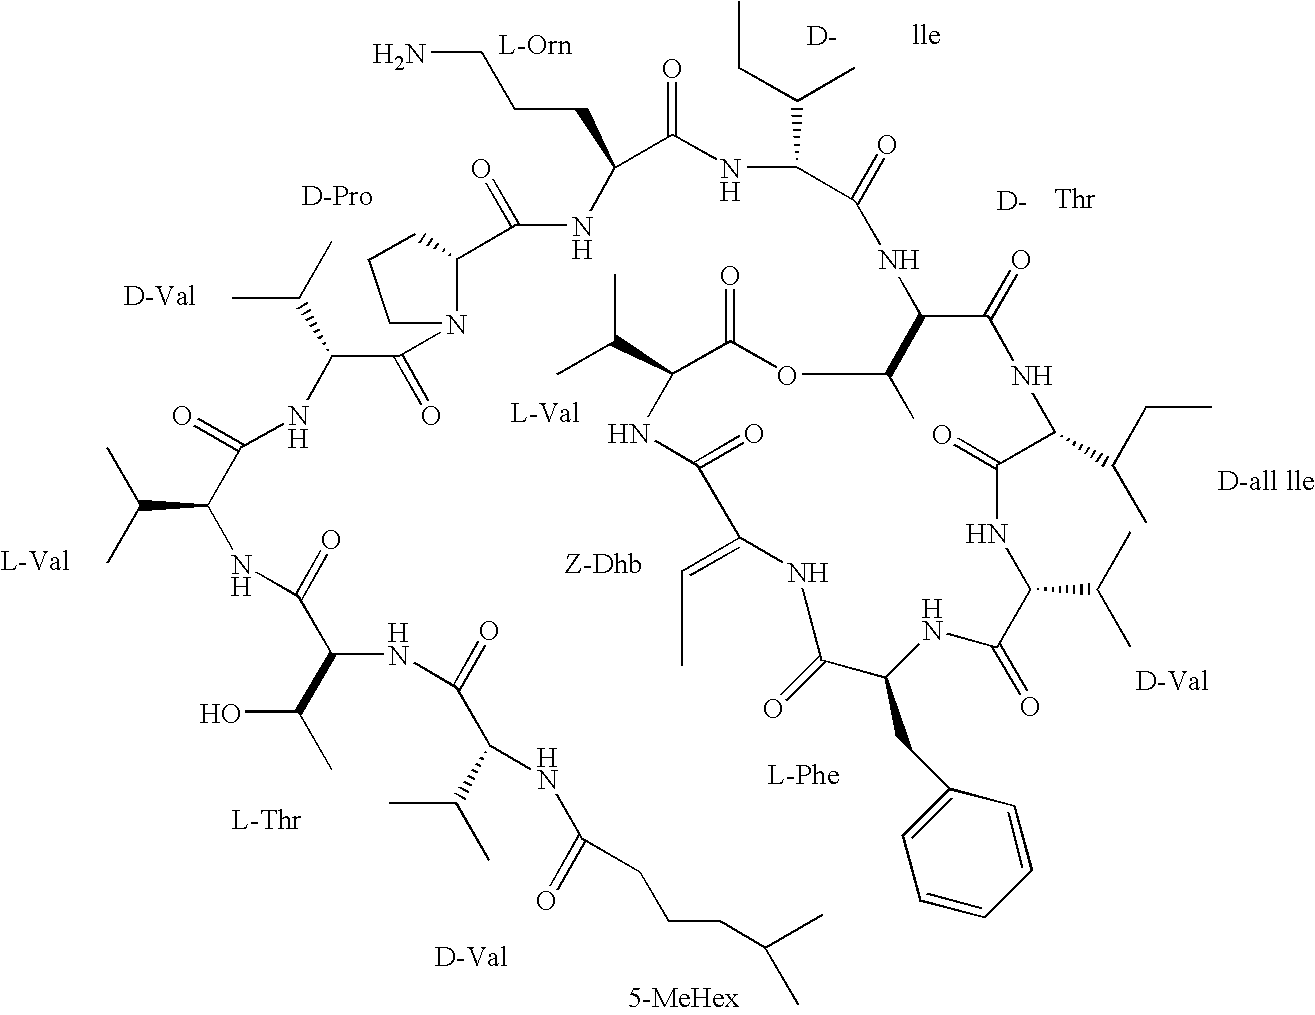 L-Orn
D- lle
H2N
O
O
N
H
O
D-Pro
D- Thr
O
N
H
NH
O
O
D-Val
N
O
NH
O
N
H
O
L-Val
HN
O
O
D-all lle
L-Val
O
N
H
Z-Dhb
NH
HN
H
N
H
N
O
O
O
O
D-Val
HO
L-Phe
H
N
L-Thr
O
D-Val
5-MeHex